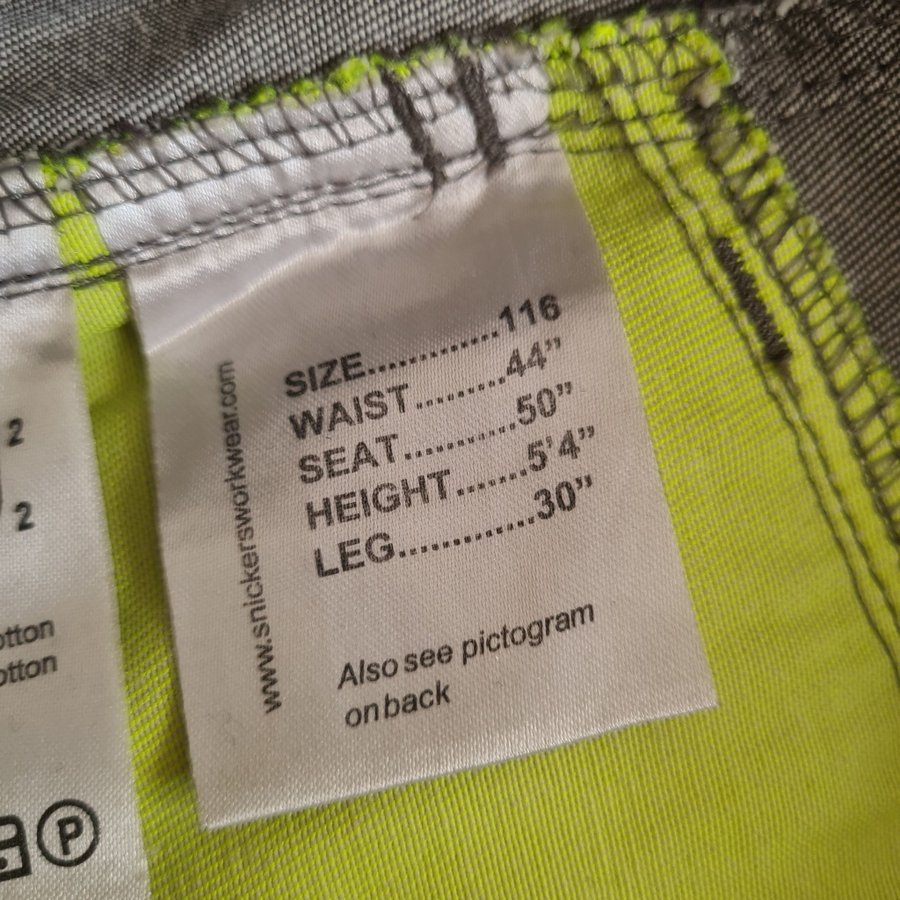 2
2
otton
otton
P
www.snickersworkwear.com
SIZE..............116
WAIST..........44”
SEAT............50”
HEIGHT.......5'4”
LEG..............30”
Also see pictogram
on back